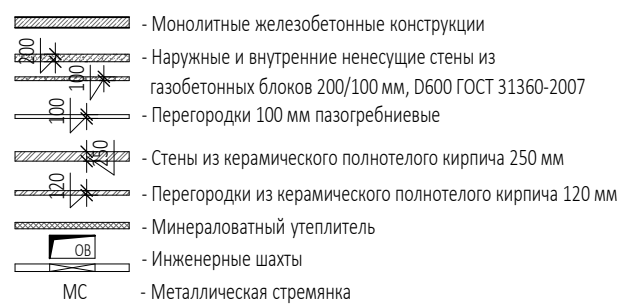 - Монолитные железобетонные конструкции
200 - Наружные и внутренние ненесущие стены из
100 газобетонных блоков 200/100 мм, D600 ГОСТ 31360-2007
100 - Перегородки 100 мм пазогребниевые
250 - Стены из керамического полнотелого кирпича 250 мм
120 - Перегородки из керамического полнотелого кирпича 120 мм
- Минераловатный утеплитель
ОВ - Инженерные шахты
МС - Металлическая стремянка